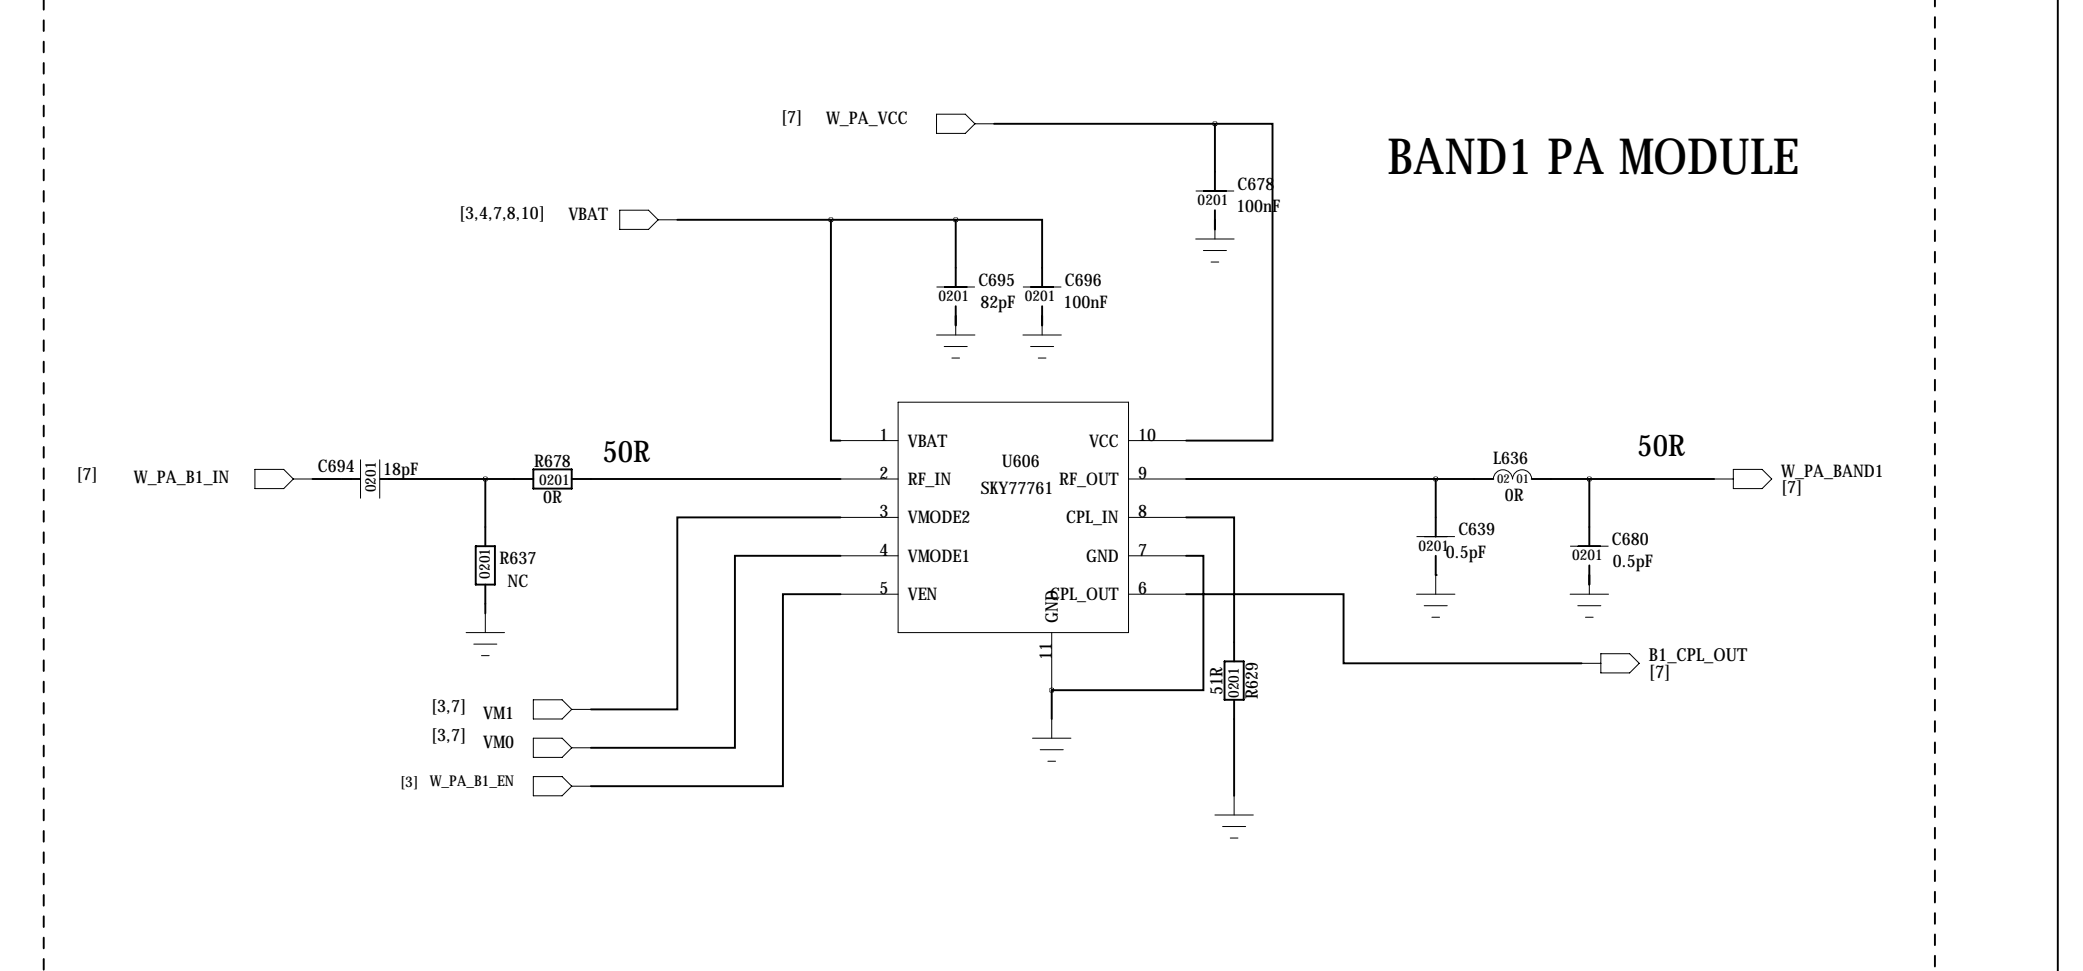 [7] W_PA_VCC
BAND1 PA MODULE
C678
0201
100nF
[3,4,7,8,10] VBAT
C695
0201
82pF
C696
0201
100nF
1 VBAT
VCC 10
[7] W_PA_B1_IN
C694
0201
18pF
R678
0201
0R
50R
2 RF_IN
U606
SKY77761
RF_OUT 9
L636
0201
0R
50R
W_PA_BAND1
[7]
3 VMODE2
CPL_IN 8
C639
0201
0.5pF
C680
0201
0.5pF
R637
0201
NC
4 VMODE1
GND 7
5 VEN
CPL_OUT 6
GND
11
51R
0201
R629
B1_CPL_OUT
[7]
[3,7] VM1
[3,7] VM0
[3] W_PA_B1_EN